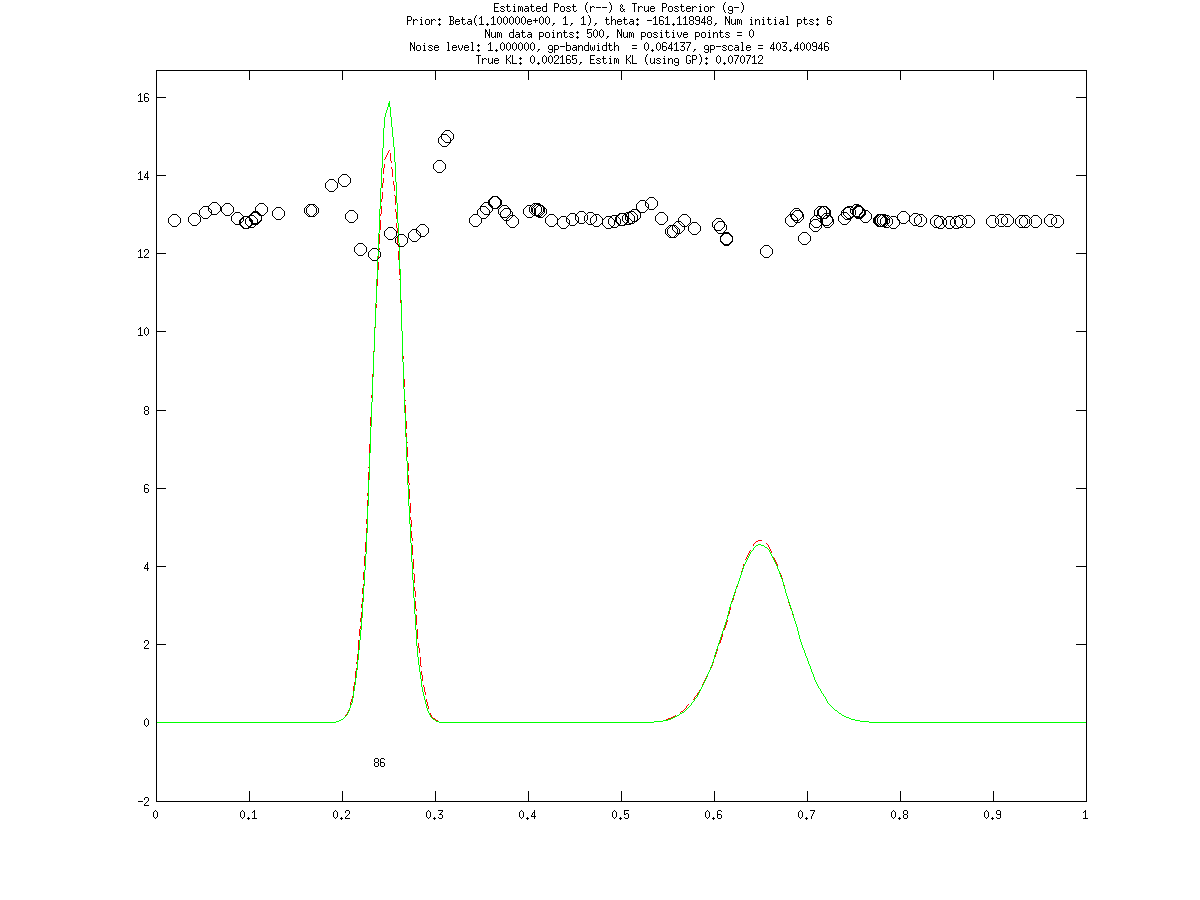 Estimated Post (r--) & True Posterior (g-)
Prior: Beta(1.100000e+00, 1, 1), theta: -161.118948, Num initial pts: 6
Num data points: 500, Num positive points = 0
Noise level: 1.000000, gp-bandwidth  = 0.064137, gp-scale = 403.400946
True KL: 0.002165, Estim KL (using GP): 0.070712
16
14
12
10
8
6
4
2
0
86
-2
0 0.1 0.2 0.3 0.4 0.5 0.6 0.7 0.8 0.9 1